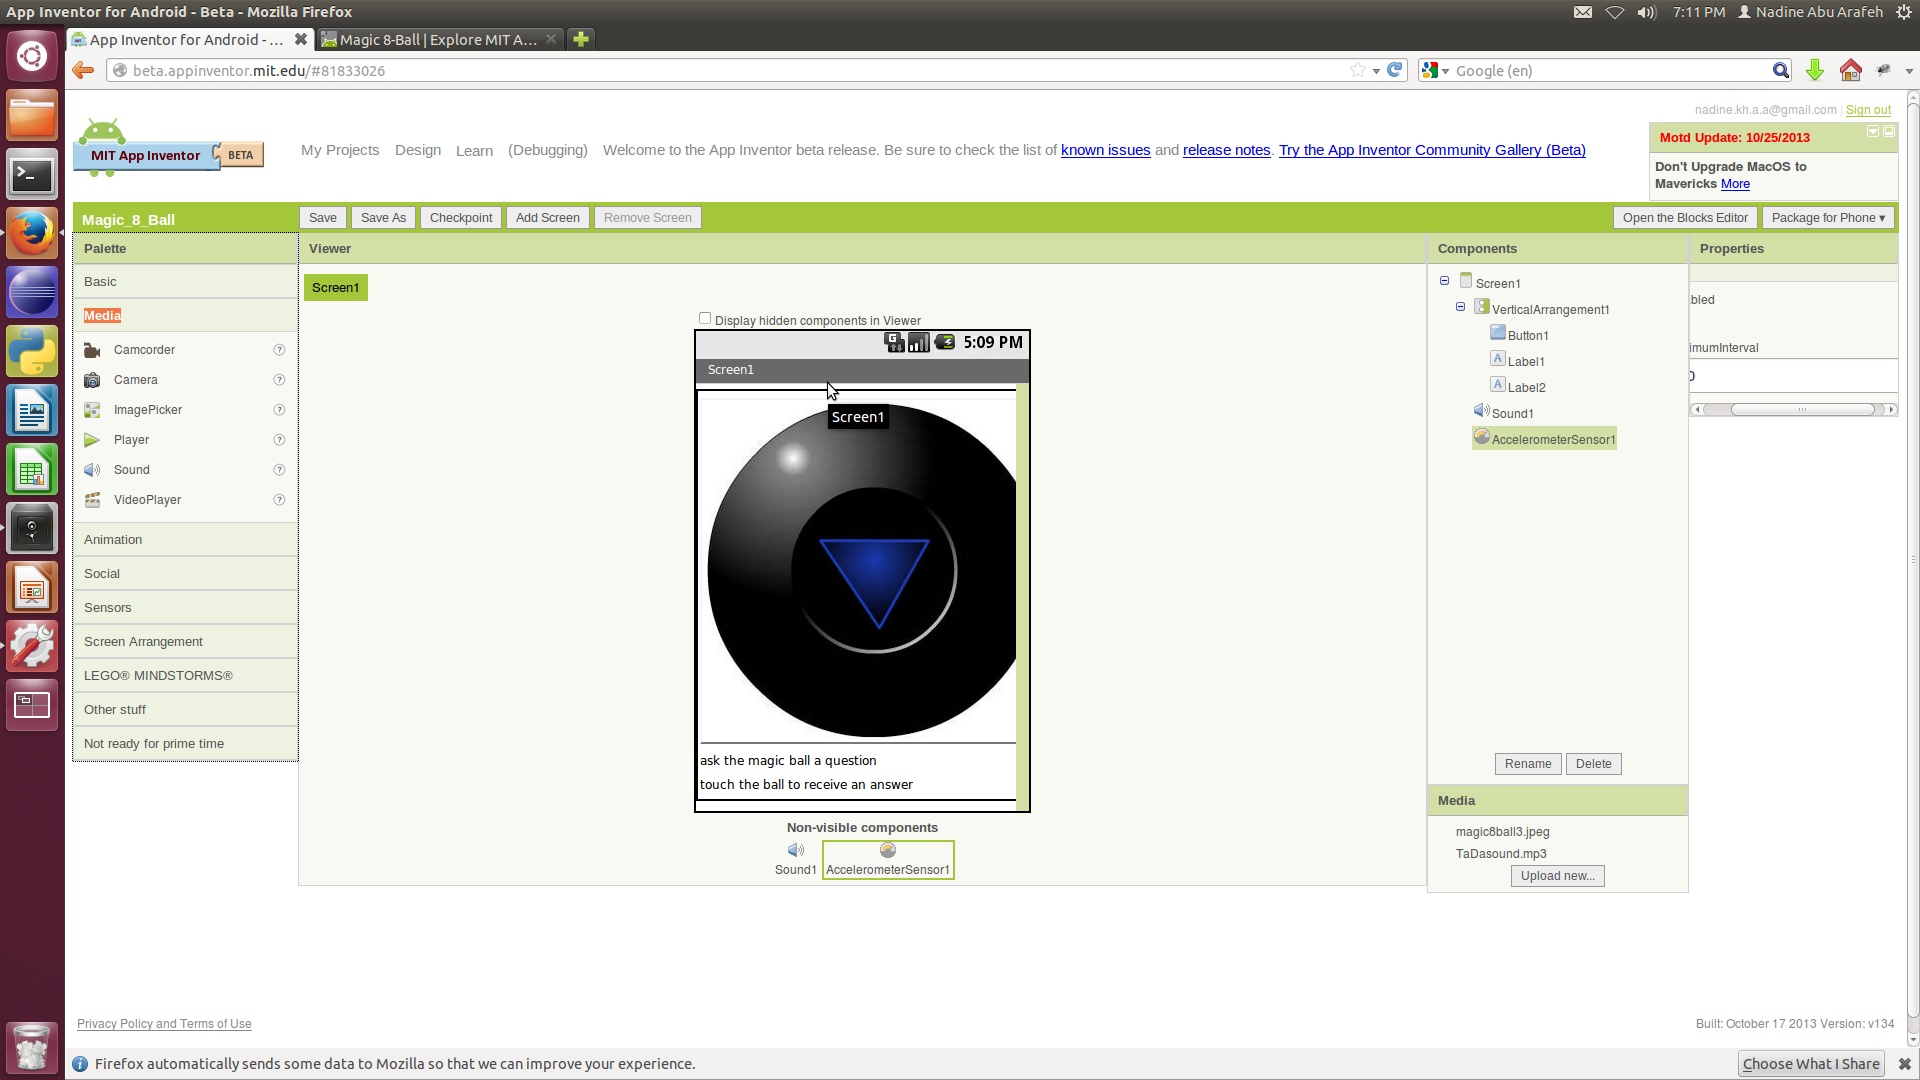 App Inventor for Android - Beta - Mozilla Firefox
7:11 PM Nadine Abu Arafeh
App Inventor for Android - ...
Magic 8-Ball | Explore MIT A...
beta.appinventor.mit.edu/#81833026
Google (en)
nadine.kh.a.a@gmail.com | Sign out
MIT App Inventor BETA
My Projects Design Learn (Debugging) Welcome to the App Inventor beta release. Be sure to check the list of known issues and release notes. Try the App Inventor Community Gallery (Beta)
Motd Update: 10/25/2013
Don't Upgrade MacOS to
Mavericks More
Magic_8_Ball
Save Save As Checkpoint Add Screen Remove Screen
Open the Blocks Editor Package for Phone ▾
Palette
Basic
Media
Camcorder ?
Camera ?
ImagePicker ?
Player ?
Sound ?
VideoPlayer ?
Animation
Social
Sensors
Screen Arrangement
LEGO® MINDSTORMS®
Other stuff
Not ready for prime time
Viewer
Screen1
Display hidden components in Viewer
5:09 PM
Screen1
Screen1
ask the magic ball a question
touch the ball to receive an answer
Non-visible components
Sound1 AccelerometerSensor1
Components
Screen1
VerticalArrangement1
Button1
Label1
Label2
Sound1
AccelerometerSensor1
Rename Delete
Media
magic8ball3.jpeg
TaDasound.mp3
Upload new...
Properties
bled
imumInterval
0
Privacy Policy and Terms of Use
Built: October 17 2013 Version: v134
Firefox automatically sends some data to Mozilla so that we can improve your experience.
Choose What I Share